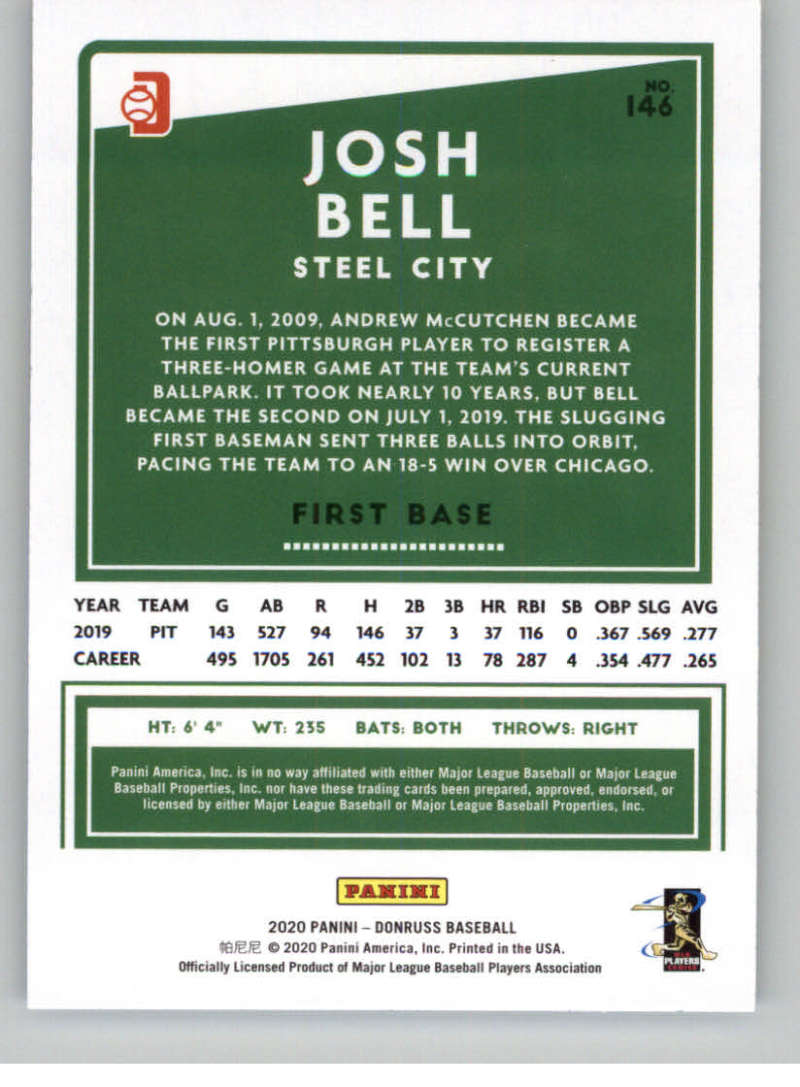 NO.
146
JOSH
BELL
STEEL CITY
ON AUG. 1, 2009, ANDREW McCUTCHEN BECAME
THE FIRST PITTSBURGH PLAYER TO REGISTER A
THREE-HOMER GAME AT THE TEAM'S CURRENT
BALLPARK. IT TOOK NEARLY 10 YEARS, BUT BELL
BECAME THE SECOND ON JULY 1, 2019. THE SLUGGING
FIRST BASEMAN SENT THREE BALLS INTO ORBIT,
PACING THE TEAM TO AN 18-5 WIN OVER CHICAGO.
FIRST BASE
YEAR TEAM G AB R H 2B 3B HR RBI SB OBP SLG AVG
2019 PIT 143 527 94 146 37 3 37 116 0 .367 .569 .277
CAREER 495 1705 261 452 102 13 78 287 4 .354 .477 .265
HT: 6' 4" WT: 235 BATS: BOTH THROWS: RIGHT
Panini America, Inc. is in no way affiliated with either Major League Baseball or Major League
Baseball Properties, Inc. nor have these trading cards been prepared, approved, endorsed, or
licensed by either Major League Baseball or Major League Baseball Properties, Inc.
PANINI
2020 PANINI – DONRUSS BASEBALL
帕尼尼 © 2020 Panini America, Inc. Printed in the USA.
Officially Licensed Product of Major League Baseball Players Association
PLAYERS